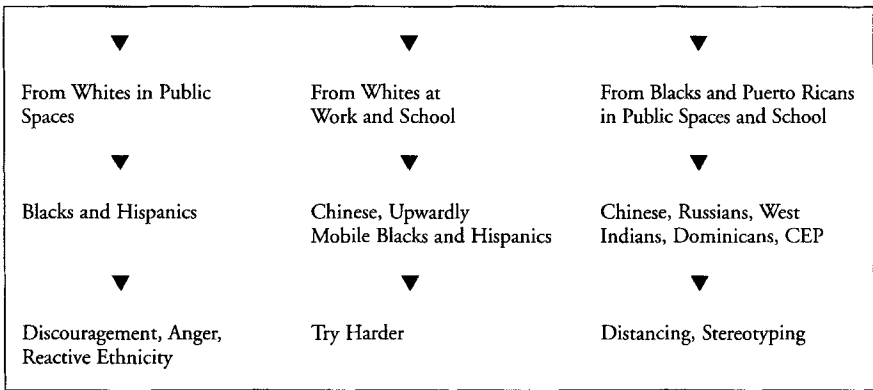 From Whites in Public
Spaces
From Whites at
Work and School
From Blacks and Puerto Ricans
in Public Spaces and School
Blacks and Hispanics
Chinese, Upwardly
Mobile Blacks and Hispanics
Chinese, Russians, West
Indians, Dominicans, CEP
Discouragement, Anger,
Reactive Ethnicity
Try Harder
Distancing, Stereotyping